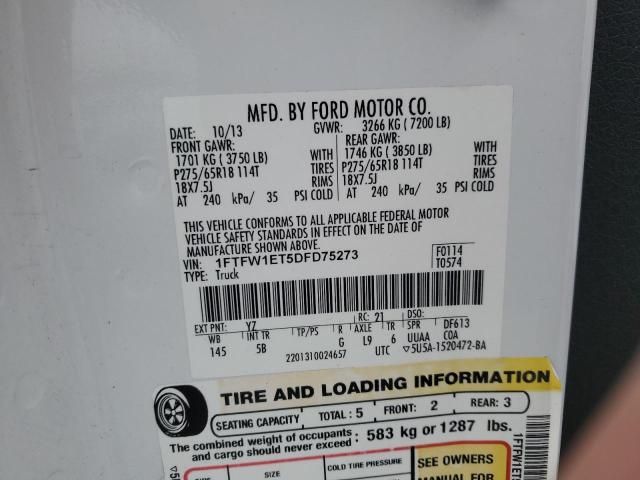 MFD. BY FORD MOTOR CO.
DATE: 10/13 GVWR: 3266 KG ( 7200 LB)
FRONT GAWR: REAR GAWR:
1701 KG ( 3750 LB) WITH 1746 KG ( 3850 LB) WITH
P275/65R18 114T TIRES P275/65R18 114T TIRES
18X7.5J RIMS 18X7.5J RIMS
AT 240 kPa/ 35 PSI COLD AT 240 kPa/ 35 PSI COLD
THIS VEHICLE CONFORMS TO ALL APPLICABLE FEDERAL MOTOR
VEHICLE SAFETY STANDARDS IN EFFECT ON THE DATE OF
MANUFACTURE SHOWN ABOVE.
VIN: 1FTFW1ET5DFD75273 F0114
TYPE: Truck T0574
EXT PNT: YZ RC: 21 DSO:
WB INT TR TP/PS R AXLE TR SPR DF613
145 5B G L9 6 UUAA COA
2201310024657 UTC ▽5U5A-1520472-BA
TIRE AND LOADING INFORMATION
SEATING CAPACITY TOTAL: 5 FRONT: 2 REAR: 3
The combined weight of occupants
and cargo should never exceed: 583 kg or 1287 lbs.
SIZE COLD TIRE PRESSURE SEE OWNERS
MANUAL FOR
1FTFW1ET5